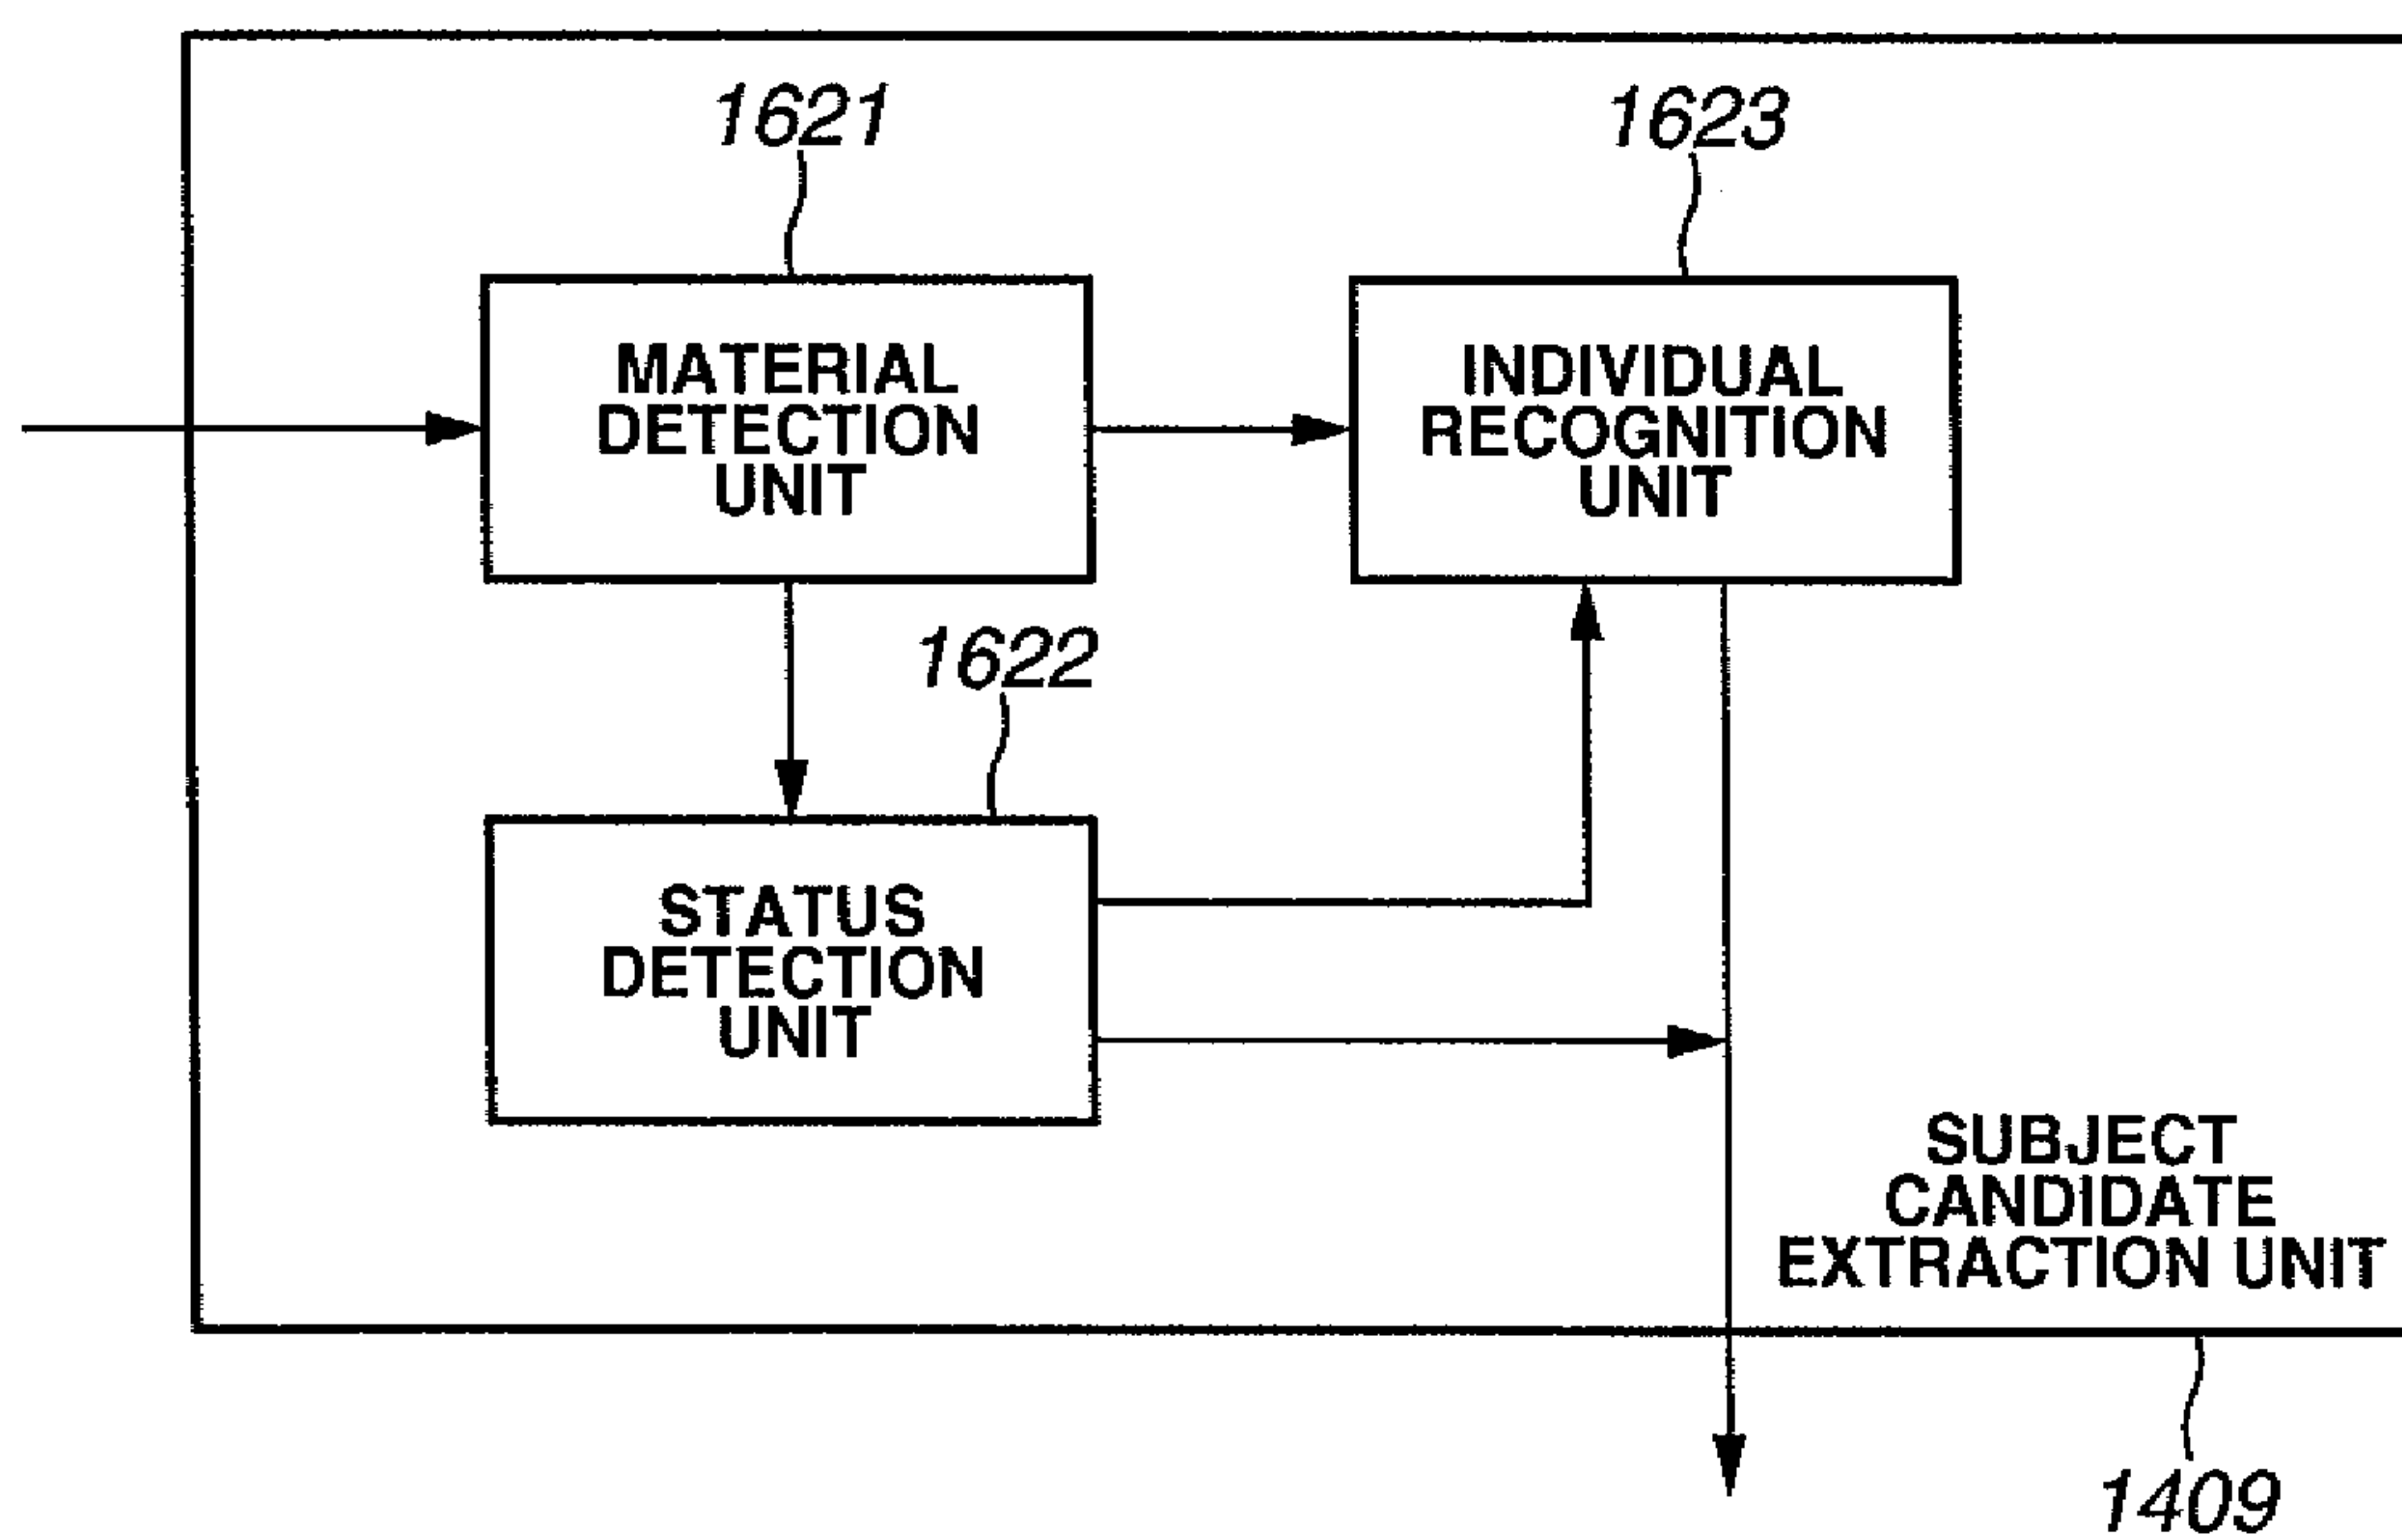 1621
1623
MATERIAL
DETECTION
UNIT
INDIVIDUAL
RECOGNITION
UNIT
1622
STATUS
DETECTION
UNIT
SUBJECT
CANDIDATE
EXTRACTION UNIT
1409